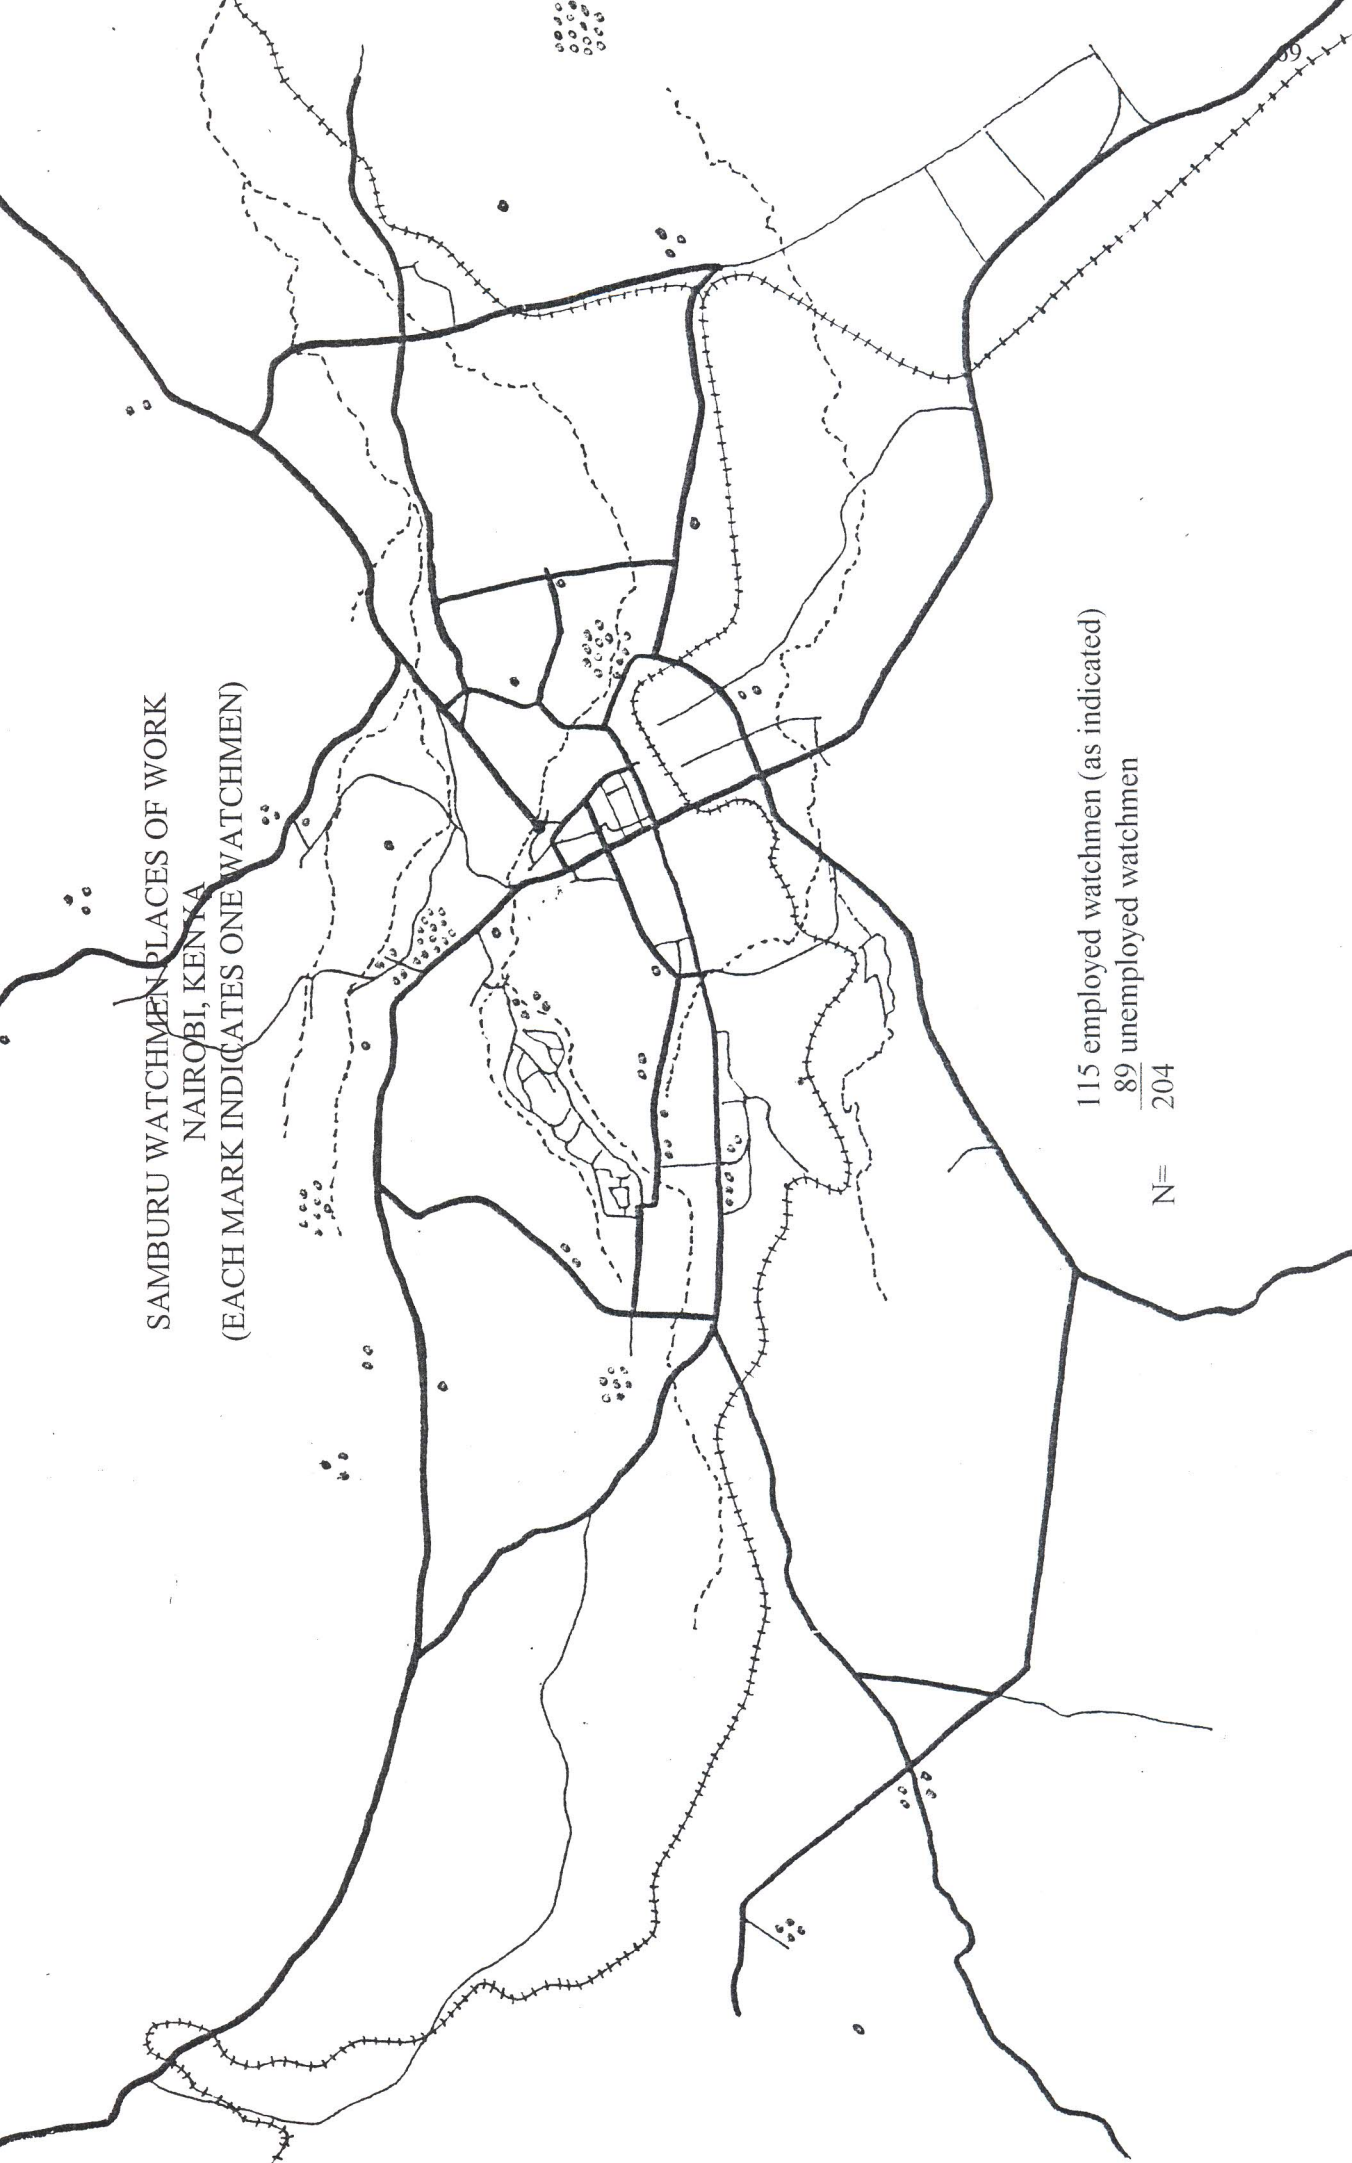 69
SAMBURU WATCHMEN PLACES OF WORK
NAIROBI, KENYA
(EACH MARK INDICATES ONE WATCHMEN)
115 employed watchmen (as indicated)
89 unemployed watchmen
N= 204